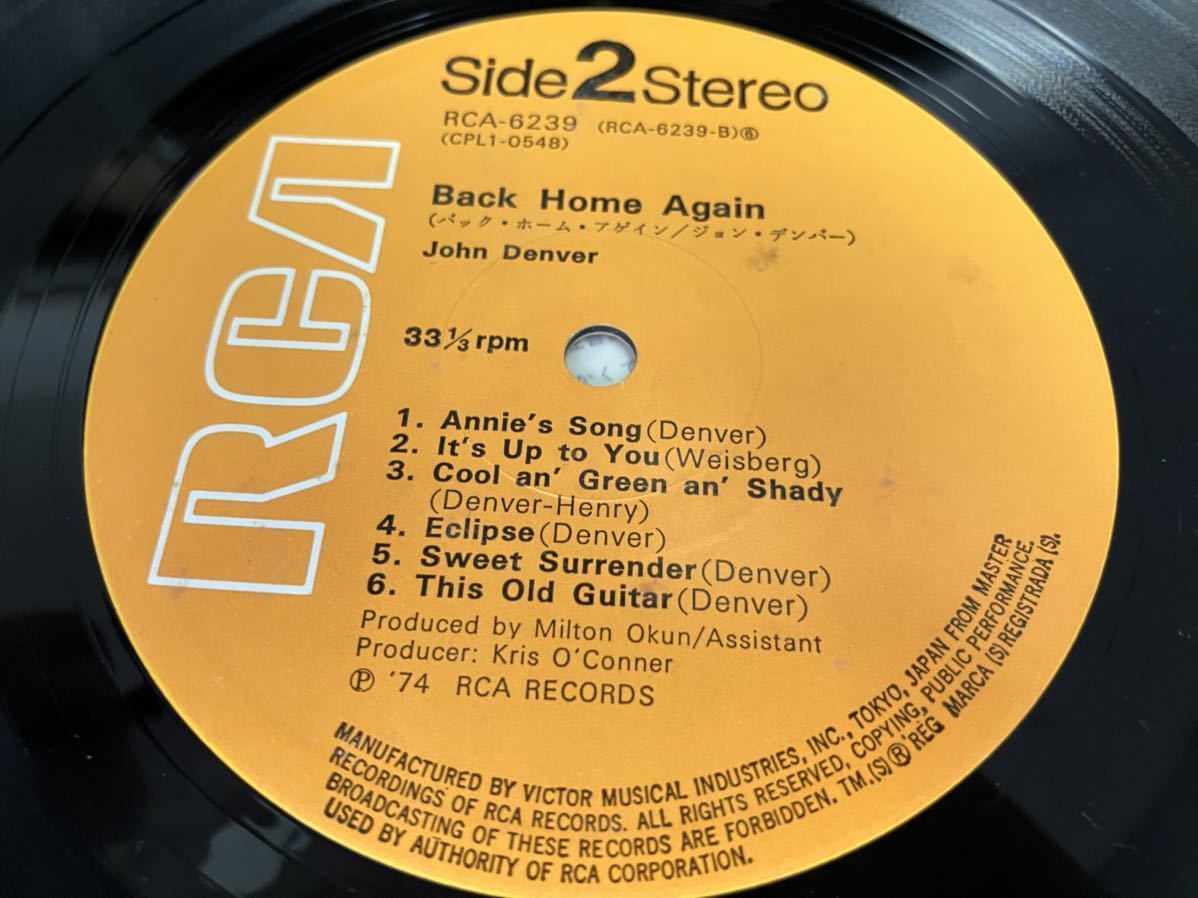 RCA
Side 2 Stereo
RCA-6239 (RCA-6239-B)⑥
(CPL1-0548)
Back Home Again
(バック・ホーム・アゲイン/ジョン・デンバー)
John Denver
33 1/3 rpm
1. Annie's Song (Denver)
2. It's Up to You (Weisberg)
3. Cool an' Green an' Shady
(Denver-Henry)
4. Eclipse (Denver)
5. Sweet Surrender (Denver)
6. This Old Guitar (Denver)
Produced by Milton Okun/Assistant
Producer: Kris O'Conner
Ⓟ '74 RCA RECORDS
MANUFACTURED BY VICTOR MUSICAL INDUSTRIES, INC., TOKYO, JAPAN FROM MASTER
RECORDINGS OF RCA RECORDS. ALL RIGHTS RESERVED, COPYING, PUBLIC PERFORMANCE.
BROADCASTING OF THESE RECORDS ARE FORBIDDEN. TM.(S)® REG MARCA (S) REGISTRADA (S).
USED BY AUTHORITY OF RCA CORPORATION.